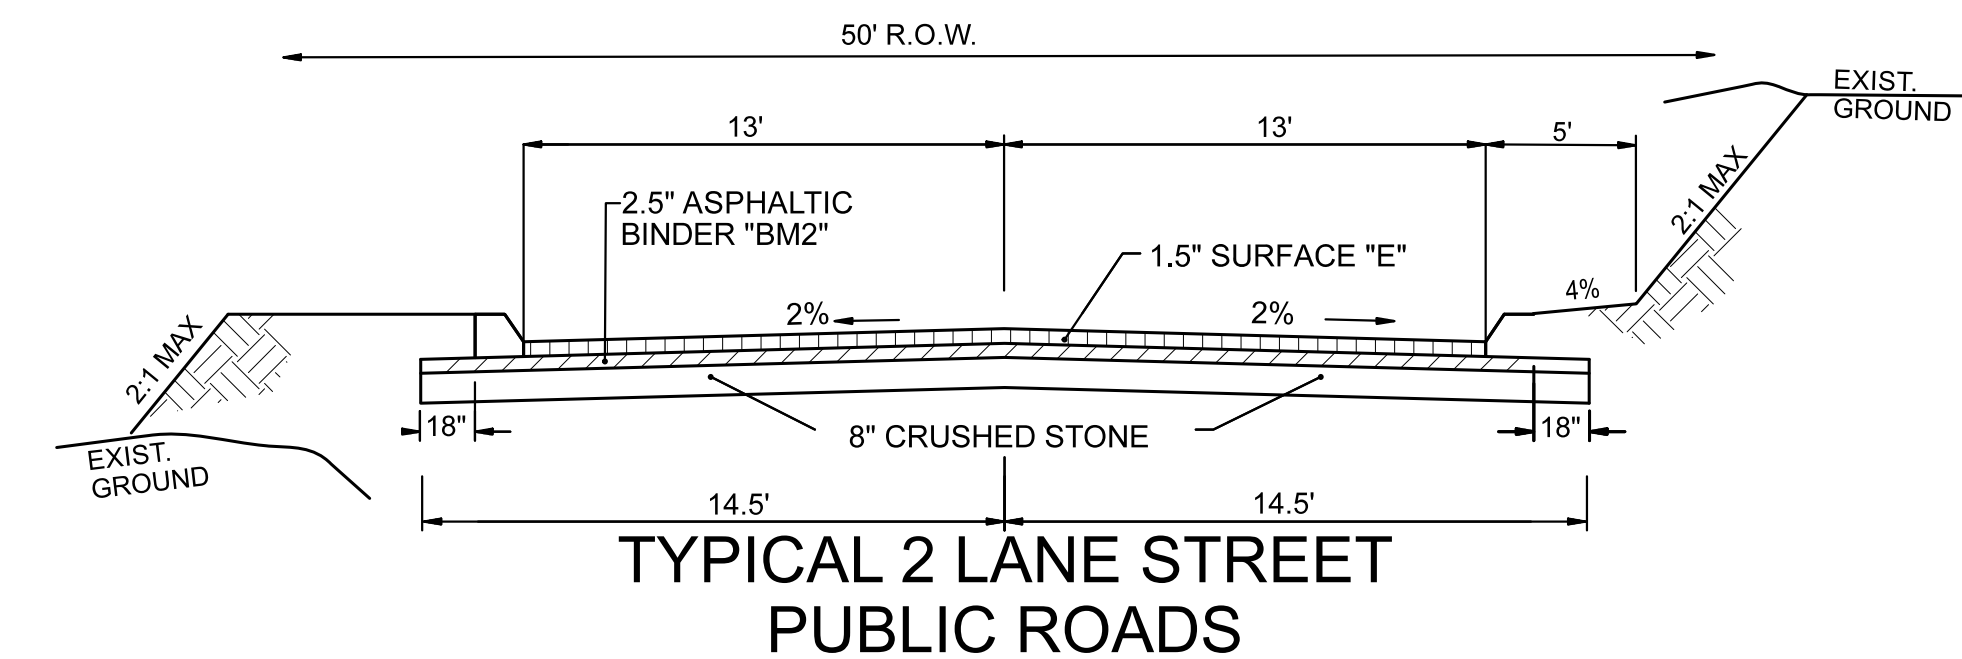 50' R.O.W.
EXIST.
GROUND
13'
13'
5'
2:1 MAX
2.5" ASPHALTIC
BINDER "BM2"
1.5" SURFACE "E"
4%
2%
2%
2:1 MAX
18"
8" CRUSHED STONE
18"
EXIST.
GROUND
14.5'
14.5'
TYPICAL 2 LANE STREET
PUBLIC ROADS